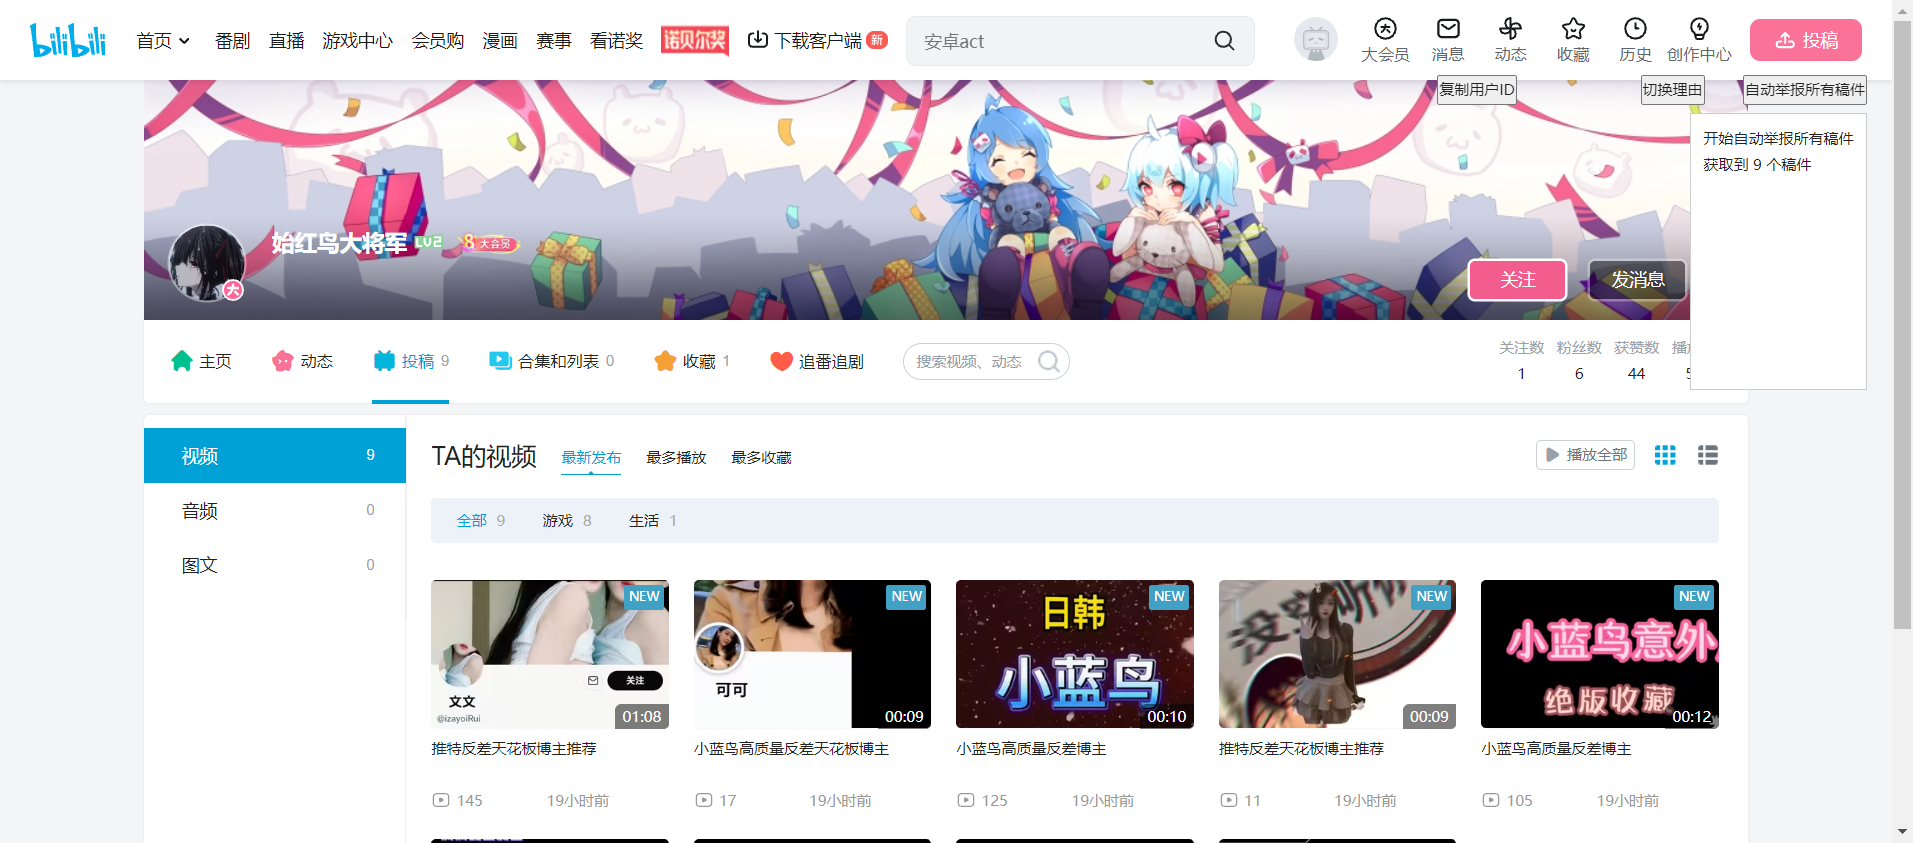 bilibili
首页
番剧
直播
游戏中心
会员购
漫画
赛事
看诺奖
诺贝尔奖
下载客户端
新
安卓act
大会员
消息
动态
收藏
历史
创作中心
投稿
复制用户ID
切换理由
自动举报所有稿件
开始自动举报所有稿件
获取到 9 个稿件
始红鸟大将军
LV2
8 大会员
大
关注
发消息
主页
动态
投稿 9
合集和列表 0
收藏 1
追番追剧
搜索视频、动态
关注数 粉丝数 获赞数
1 6 44
视频 9
音频 0
图文 0
TA的视频
最新发布
最多播放
最多收藏
播放全部
全部 9
游戏 8
生活 1
NEW
关注
文文
@izayoiRui
01:08
推特反差天花板博主推荐
145
19小时前
NEW
可可
00:09
小蓝鸟高质量反差天花板博主
17
19小时前
NEW
日韩
小蓝鸟
00:10
小蓝鸟高质量反差博主
125
19小时前
NEW
00:09
推特反差天花板博主推荐
11
19小时前
NEW
小蓝鸟意外
绝版收藏
00:12
小蓝鸟高质量反差博主
105
19小时前